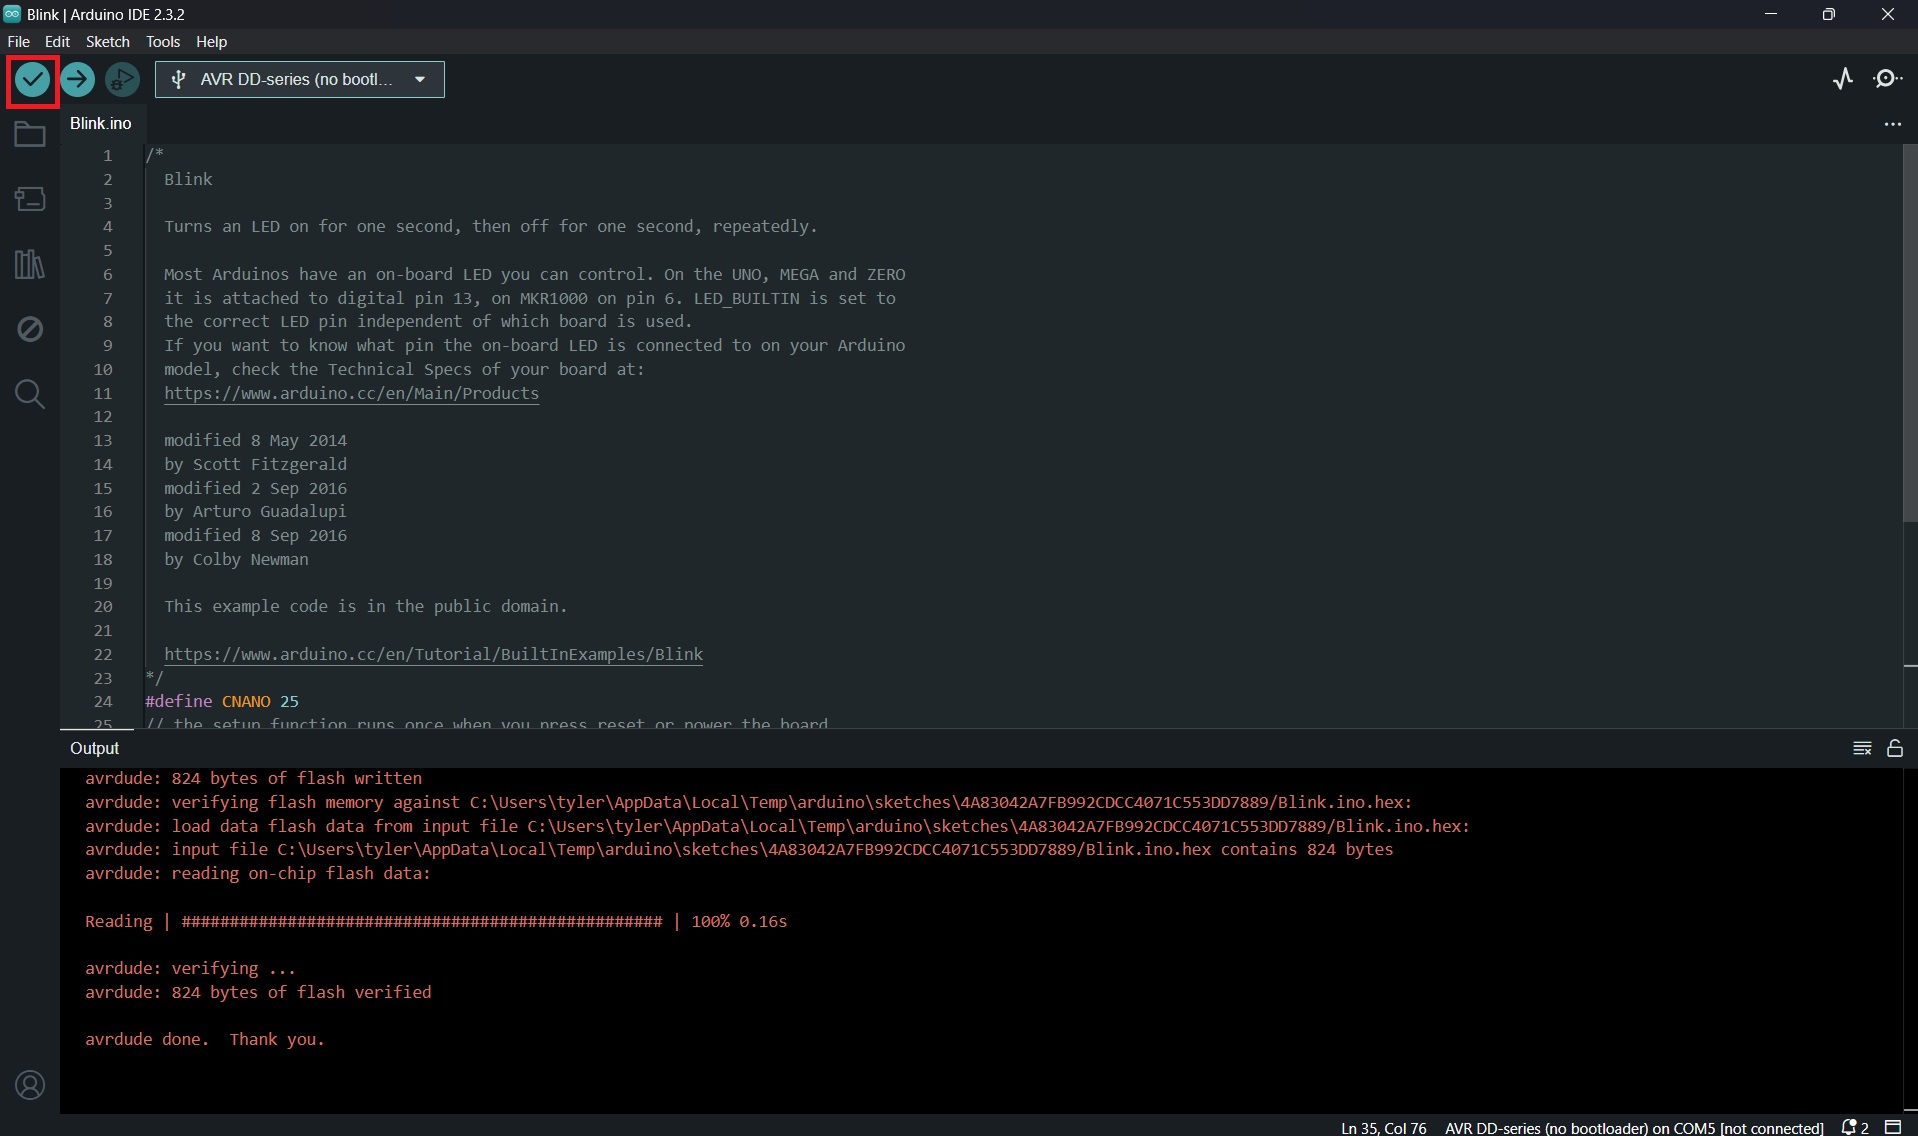 Blink | Arduino IDE 2.3.2
File Edit Sketch Tools Help
AVR DD-series (no bootl...
Blink.ino
1 /*
2 Blink
3
4 Turns an LED on for one second, then off for one second, repeatedly.
5
6 Most Arduinos have an on-board LED you can control. On the UNO, MEGA and ZERO
7 it is attached to digital pin 13, on MKR1000 on pin 6. LED_BUILTIN is set to
8 the correct LED pin independent of which board is used.
9 If you want to know what pin the on-board LED is connected to on your Arduino
10 model, check the Technical Specs of your board at:
11 https://www.arduino.cc/en/Main/Products
12
13 modified 8 May 2014
14 by Scott Fitzgerald
15 modified 2 Sep 2016
16 by Arturo Guadalupi
17 modified 8 Sep 2016
18 by Colby Newman
19
20 This example code is in the public domain.
21
22 https://www.arduino.cc/en/Tutorial/BuiltInExamples/Blink
23 */
24 #define CNANO 25
25 // the setup function runs once when you press reset or power the board
Output
avrdude: 824 bytes of flash written
avrdude: verifying flash memory against C:\Users\tyler\AppData\Local\Temp\arduino\sketches\4A83042A7FB992CDCC4071C553DD7889/Blink.ino.hex:
avrdude: load data flash data from input file C:\Users\tyler\AppData\Local\Temp\arduino\sketches\4A83042A7FB992CDCC4071C553DD7889/Blink.ino.hex:
avrdude: input file C:\Users\tyler\AppData\Local\Temp\arduino\sketches\4A83042A7FB992CDCC4071C553DD7889/Blink.ino.hex contains 824 bytes
avrdude: reading on-chip flash data:
Reading | ################################################## | 100% 0.16s
avrdude: verifying ...
avrdude: 824 bytes of flash verified
avrdude done.  Thank you.
Ln 35, Col 76 AVR DD-series (no bootloader) on COM5 [not connected] 2